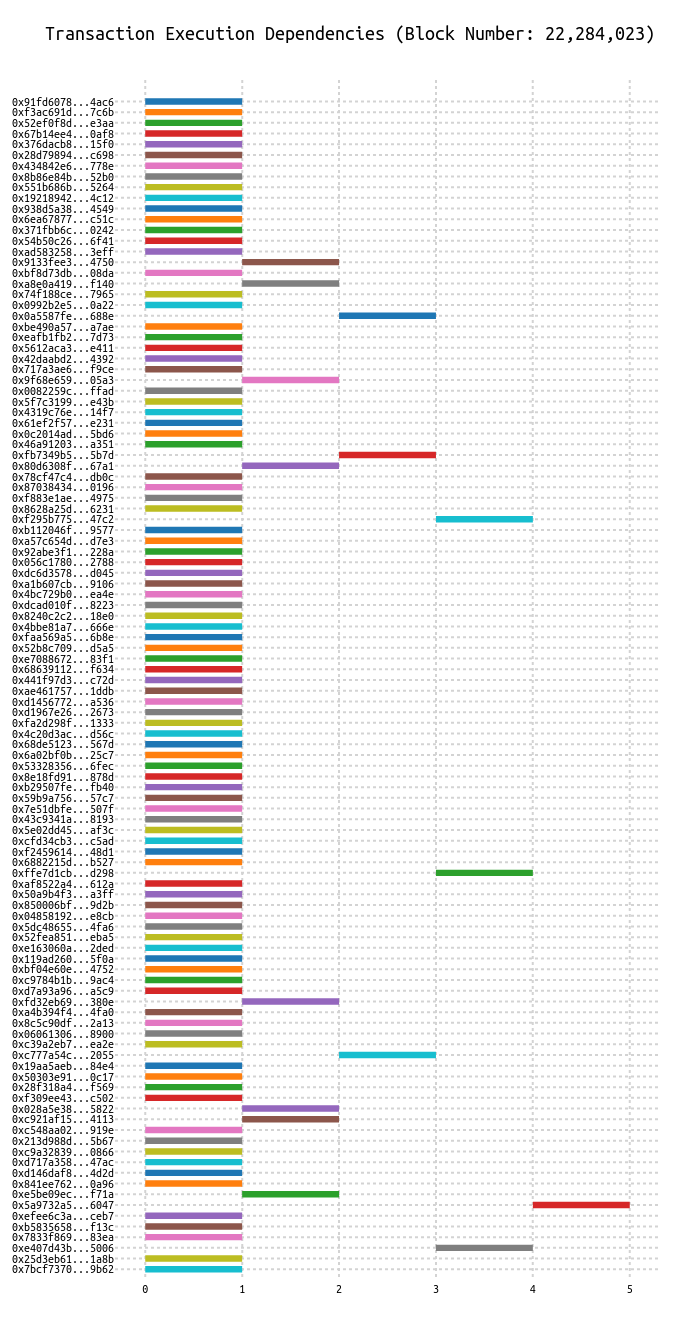 Transaction Execution Dependencies (Block Number: 22,284,023)
0x91fd6078...4ac6
0xf3ac691d...7c6b
0x52ef0f8d...e3aa
0x67b14ee4...0af8
0x376dacb8...15f0
0x28d79894...c698
0x434842e6...778e
0x8b86e84b...52b0
0x551b686b...5264
0x19218942...4c12
0x938d5a38...4549
0x6ea67877...c51c
0x371fbb6c...0242
0x54b50c26...6f41
0xad583258...3eff
0x9133fee3...4750
0xbf8d73db...08da
0xa8e0a419...f140
0x74f188ce...7965
0x0992b2e5...0a22
0x0a5587fe...688e
0xbe490a57...a7ae
0xeafb1fb2...7d73
0x5612aca3...e411
0x42daabd2...4392
0x717a3ae6...f9ce
0x9f68e659...05a3
0x0082259c...ffad
0x5f7c3199...e43b
0x4319c76e...14f7
0x61ef2f57...e231
0x0c2014ad...5bd6
0x46a91203...a351
0xfb7349b5...5b7d
0x80d6308f...67a1
0x78cf47c4...db0c
0x87038434...0196
0xf883e1ae...4975
0x8628a25d...6231
0xf295b775...47c2
0xb112046f...9577
0xa57c654d...d7e3
0x92abe3f1...228a
0x056c1780...2788
0xdc6d3578...d045
0xa1b607cb...9106
0x4bc729b0...ea4e
0xdcad010f...8223
0x8240c2c2...18e0
0x4bbe81a7...666e
0xfaa569a5...6b8e
0x52b8c709...d5a5
0xe7088672...83f1
0x68639112...f634
0x441f97d3...c72d
0xae461757...1ddb
0xd1456772...a536
0xd1967e26...2673
0xfa2d298f...1333
0x4c20d3ac...d56c
0x68de5123...567d
0x6a02bf0b...25c7
0x53328356...6fec
0x8e18fd91...878d
0xb29507fe...fb40
0x59b9a756...57c7
0x7e51dbfe...507f
0x43c9341a...8193
0x5e02dd45...af3c
0xcfd34cb3...c5ad
0xf2459614...48d1
0x6882215d...b527
0xffe7d1cb...d298
0xaf8522a4...612a
0x50a9b4f3...a3ff
0x850006bf...9d2b
0x04858192...e8cb
0x5dc48655...4fa6
0x52fea851...eba5
0xe163060a...2ded
0x119ad260...5f0a
0xbf04e60e...4752
0xc9784b1b...9ac4
0xd7a93a96...a5c9
0xfd32eb69...380e
0xa4b394f4...4fa0
0x8c5c90df...2a13
0x06061306...8900
0xc39a2eb7...ea2e
0xc777a54c...2055
0x19aa5aeb...84e4
0x50303e91...0c17
0x28f318a4...f569
0xf309ee43...c502
0x028a5e38...5822
0xc921af15...4113
0xc548aa02...919e
0x213d988d...5b67
0xc9a32839...0866
0xd717a358...47ac
0xd146daf8...4d2d
0x841ee762...0a96
0xe5be09ec...f71a
0x5a9732a5...6047
0xefee6c3a...ceb7
0xb5835658...f13c
0x7833f869...83ea
0xe407d43b...5006
0x25d3eb61...1a8b
0x7bcf7370...9b62
0 1 2 3 4 5